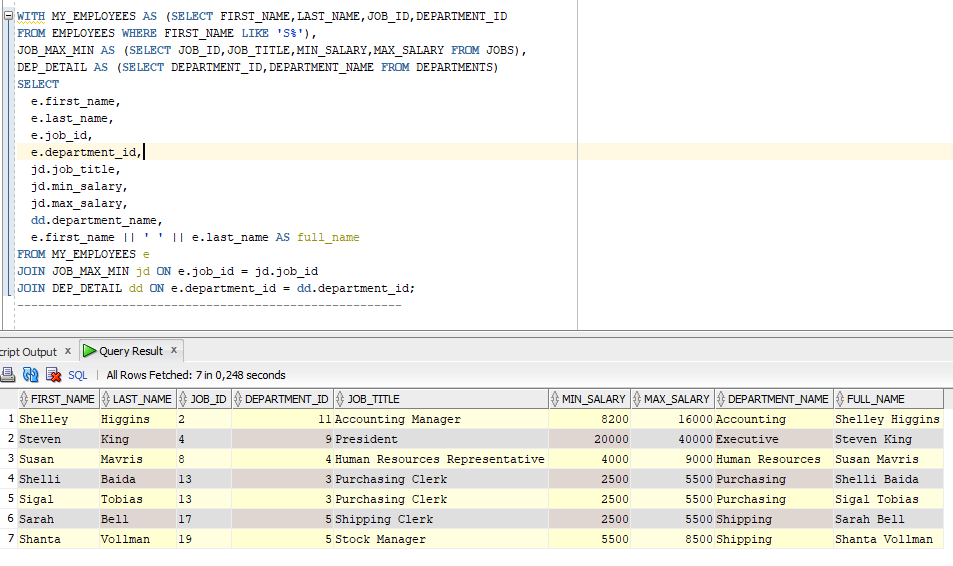 WITH MY_EMPLOYEES AS (SELECT FIRST_NAME,LAST_NAME,JOB_ID,DEPARTMENT_ID
FROM EMPLOYEES WHERE FIRST_NAME LIKE 'S%'),
JOB_MAX_MIN AS (SELECT JOB_ID,JOB_TITLE,MIN_SALARY,MAX_SALARY FROM JOBS),
DEP_DETAIL AS (SELECT DEPARTMENT_ID,DEPARTMENT_NAME FROM DEPARTMENTS)
SELECT
e.first_name,
e.last_name,
e.job_id,
e.department_id,
jd.job_title,
jd.min_salary,
jd.max_salary,
dd.department_name,
e.first_name || ' ' || e.last_name AS full_name
FROM MY_EMPLOYEES e
JOIN JOB_MAX_MIN jd ON e.job_id = jd.job_id
JOIN DEP_DETAIL dd ON e.department_id = dd.department_id;
--------------------------------------------------------
cript Output x Query Result x
SQL | All Rows Fetched: 7 in 0,248 seconds
FIRST_NAME LAST_NAME JOB_ID DEPARTMENT_ID JOB_TITLE MIN_SALARY MAX_SALARY DEPARTMENT_NAME FULL_NAME
1 Shelley Higgins 2 11 Accounting Manager 8200 16000 Accounting Shelley Higgins
2 Steven King 4 9 President 20000 40000 Executive Steven King
3 Susan Mavris 8 4 Human Resources Representative 4000 9000 Human Resources Susan Mavris
4 Shelli Baida 13 3 Purchasing Clerk 2500 5500 Purchasing Shelli Baida
5 Sigal Tobias 13 3 Purchasing Clerk 2500 5500 Purchasing Sigal Tobias
6 Sarah Bell 17 5 Shipping Clerk 2500 5500 Shipping Sarah Bell
7 Shanta Vollman 19 5 Stock Manager 5500 8500 Shipping Shanta Vollman